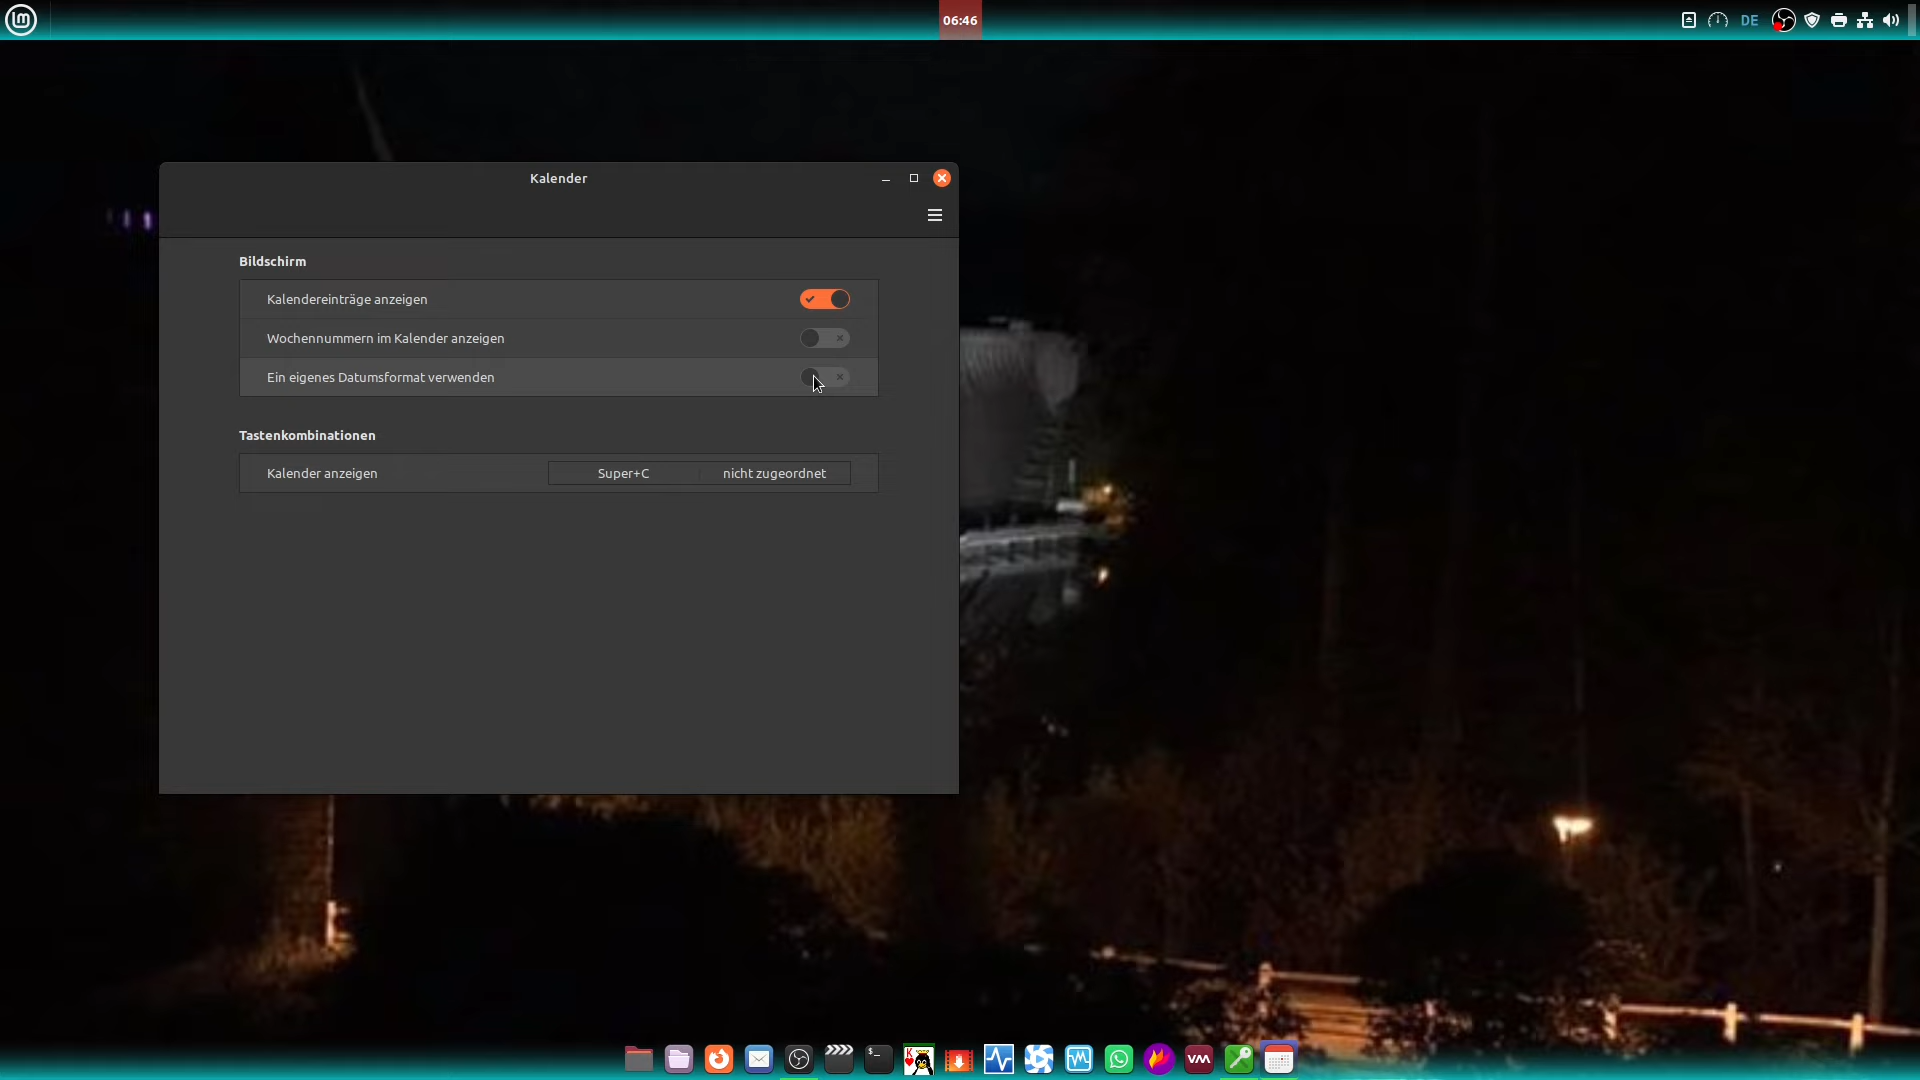 06:46
DE
Kalender
Bildschirm
Kalendereinträge anzeigen
Wochennummern im Kalender anzeigen
Ein eigenes Datumsformat verwenden
Tastenkombinationen
Kalender anzeigen
Super+C
nicht zugeordnet